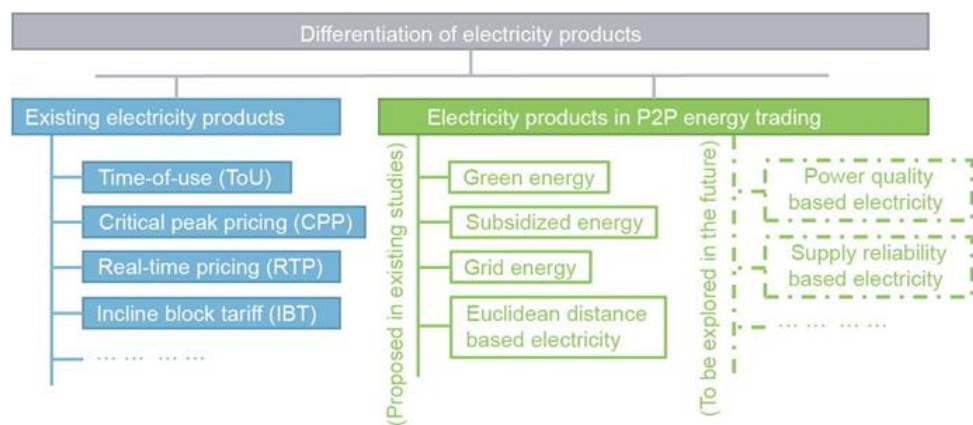 Differentiation of electricity products
Existing electricity products
Time-of-use (ToU)
Critical peak pricing (CPP)
Real-time pricing (RTP)
Incline block tariff (IBT)
... ... ... ...
Electricity products in P2P energy trading
(Proposed in existing studies)
Green energy
Subsidized energy
Grid energy
Euclidean distance
based electricity
(To be explored in the future)
Power quality
based electricity
Supply reliability
based electricity
... ... ... ...